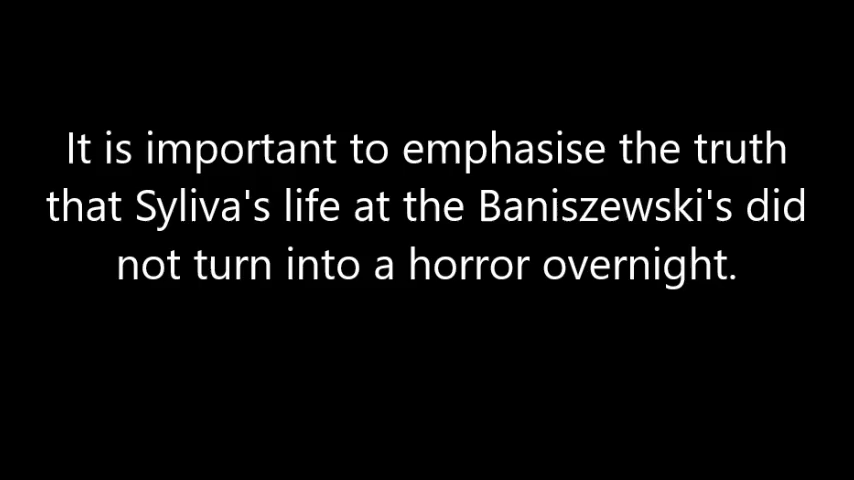 It is important to emphasise the truth
that Syliva's life at the Baniszewski's did
not turn into a horror overnight.